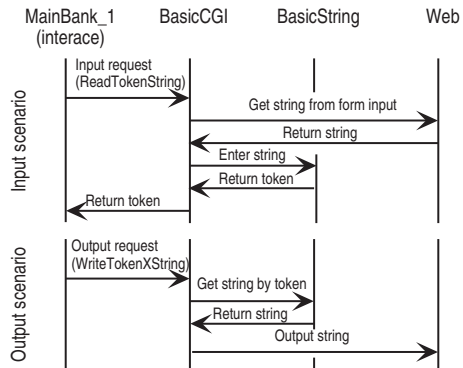 MainBank_1 BasicCGI BasicString Web
(interace)
Input scenario
Input request
(ReadTokenString)
Get string from form input
Return string
Enter string
Return token
Return token
Output scenario
Output request
(WriteTokenXString)
Get string by token
Return string
Output string